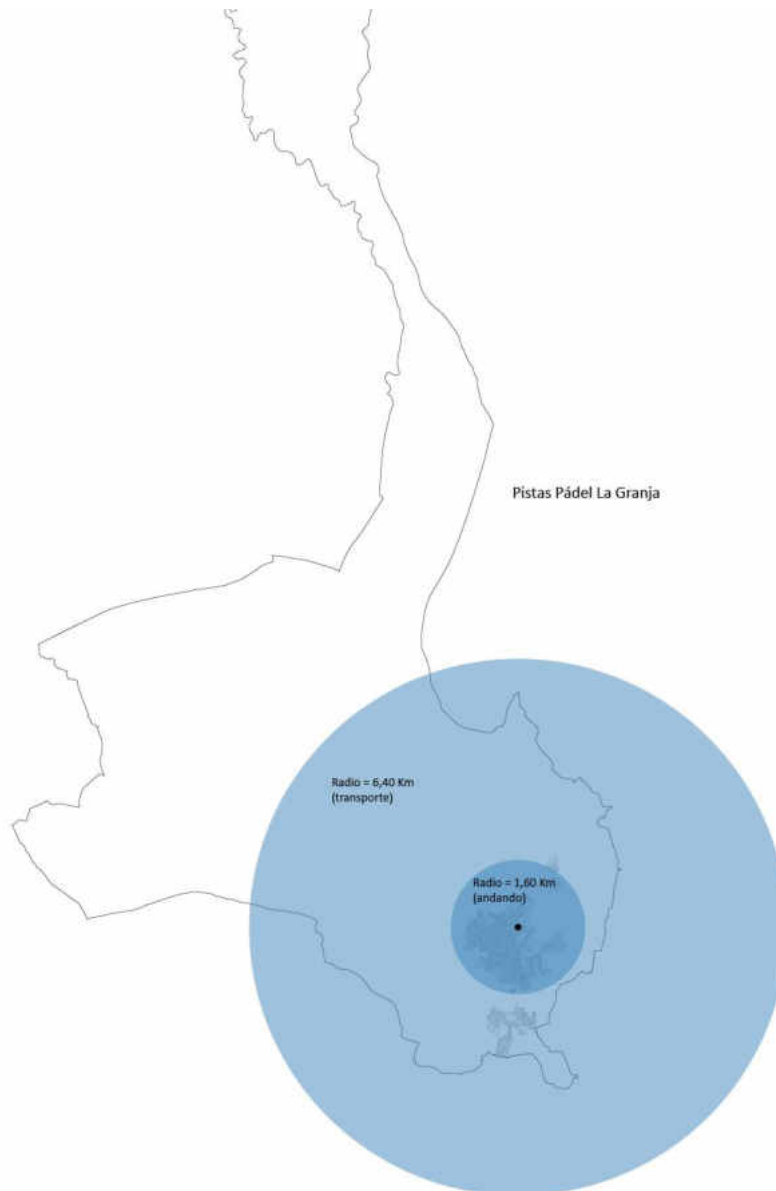 Pistas Pádel La Granja
Radio = 6,40 Km
(transporte)
Radio = 1,60 Km
(andando)